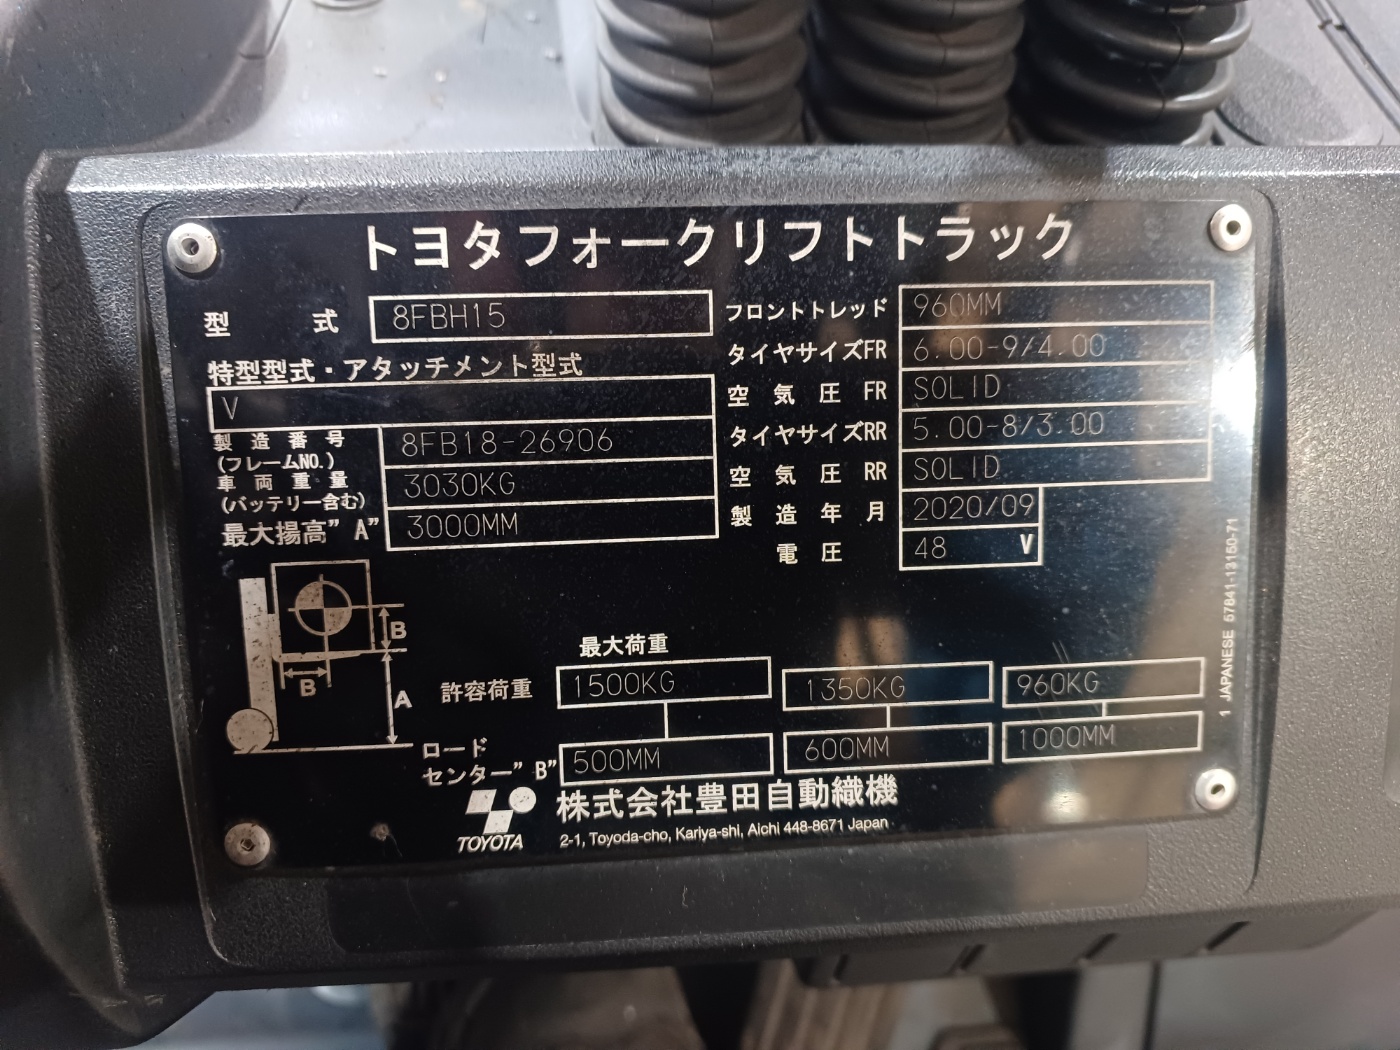 トヨタフォークリフトトラック
型 式 8FBH15
特型型式・アタッチメント型式
V
製造番号 8FB18-26906
(フレームNO.)
車両重量 3030KG
(バッテリー含む)
最大揚高"A" 3000MM
フロントトレッド 960MM
タイヤサイズFR 6.00-9/4.00
空気圧 FR SOLID
タイヤサイズRR 5.00-8/3.00
空気圧 RR SOLID
製造年月 2020/09
電圧 48 V
B
B
A
最大荷重
許容荷重 1500KG 1350KG 960KG
ロード
センター"B" 500MM 600MM 1000MM
TOYOTA
株式会社豊田自動織機
2-1, Toyoda-cho, Kariya-shi, Aichi 448-8671 Japan
1 JAPANESE 57841-13150-71